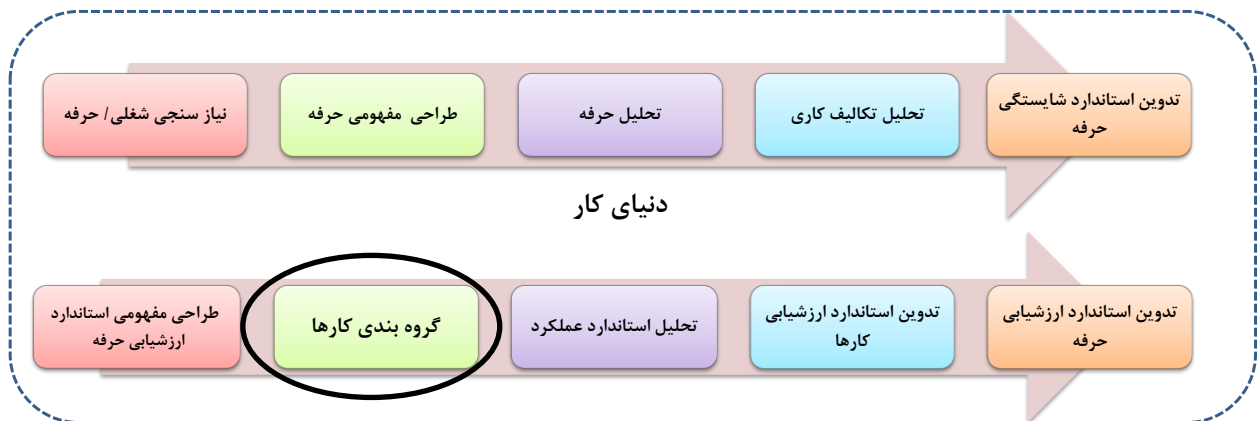 نیاز سنجی شغلی/ حرفه
طراحی مفهومی حرفه
تحلیل حرفه
تحلیل تکالیف کاری
تدوین استاندارد شایستگی
حرفه
دنیای کار
طراحی مفهومی استاندارد
ارزشیابی حرفه
گروه بندی کارها
تحلیل استاندارد عملکرد
تدوین استاندارد ارزشیابی
کارها
تدوین استاندارد ارزشیابی
حرفه